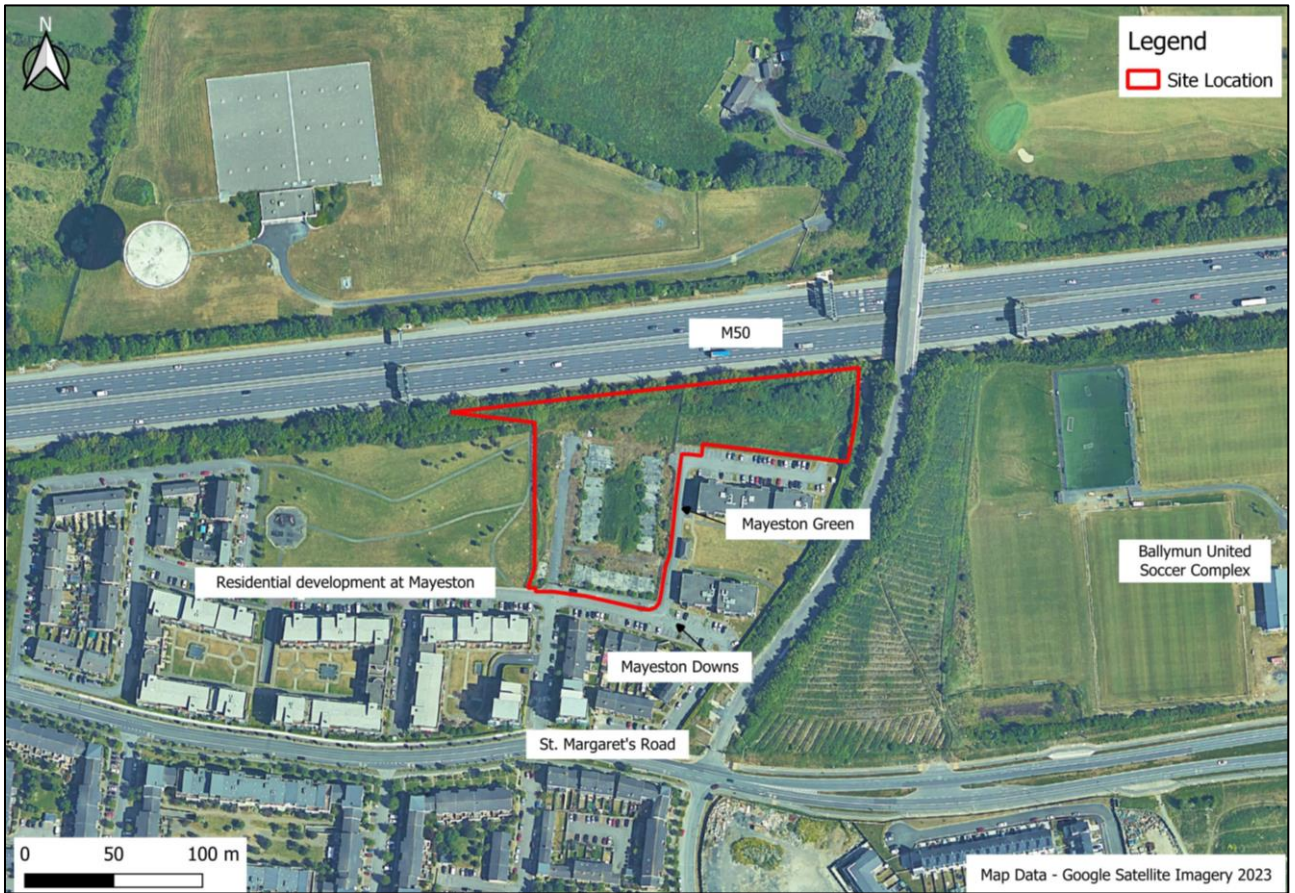 N
Legend
Site Location
M50
Mayeston Green
Ballymun United
Soccer Complex
Residential development at Mayeston
Mayeston Downs
St. Margaret's Road
0 50 100 m
Map Data - Google Satellite Imagery 2023